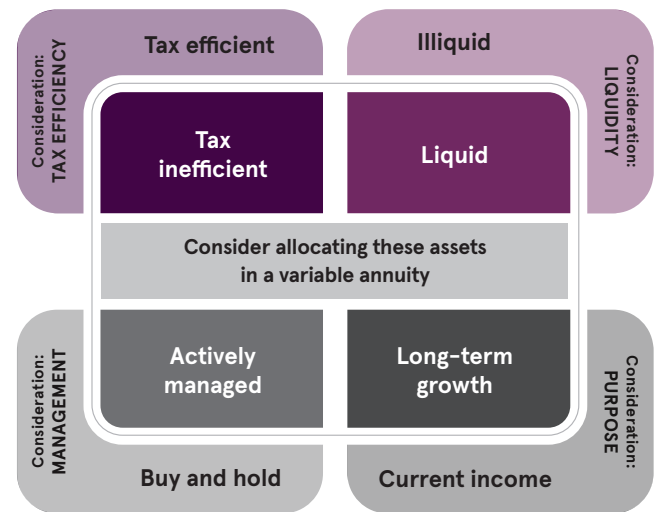 Consideration:
TAX EFFICIENCY
Tax efficient
Illiquid
Consideration:
LIQUIDITY
Tax
inefficient
Liquid
Consider allocating these assets
in a variable annuity
Consideration:
MANAGEMENT
Actively
managed
Long-term
growth
Consideration:
PURPOSE
Buy and hold
Current income